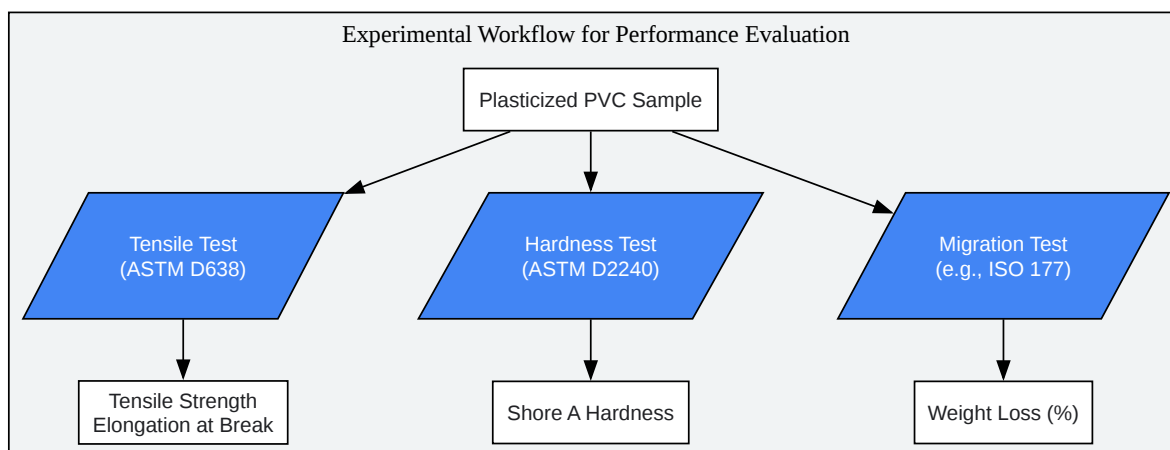 Experimental Workflow for Performance Evaluation
Plasticized PVC Sample
Tensile Test
(ASTM D638)
Hardness Test
(ASTM D2240)
Migration Test
(e.g., ISO 177)
Tensile Strength
Elongation at Break
Shore A Hardness
Weight Loss (%)